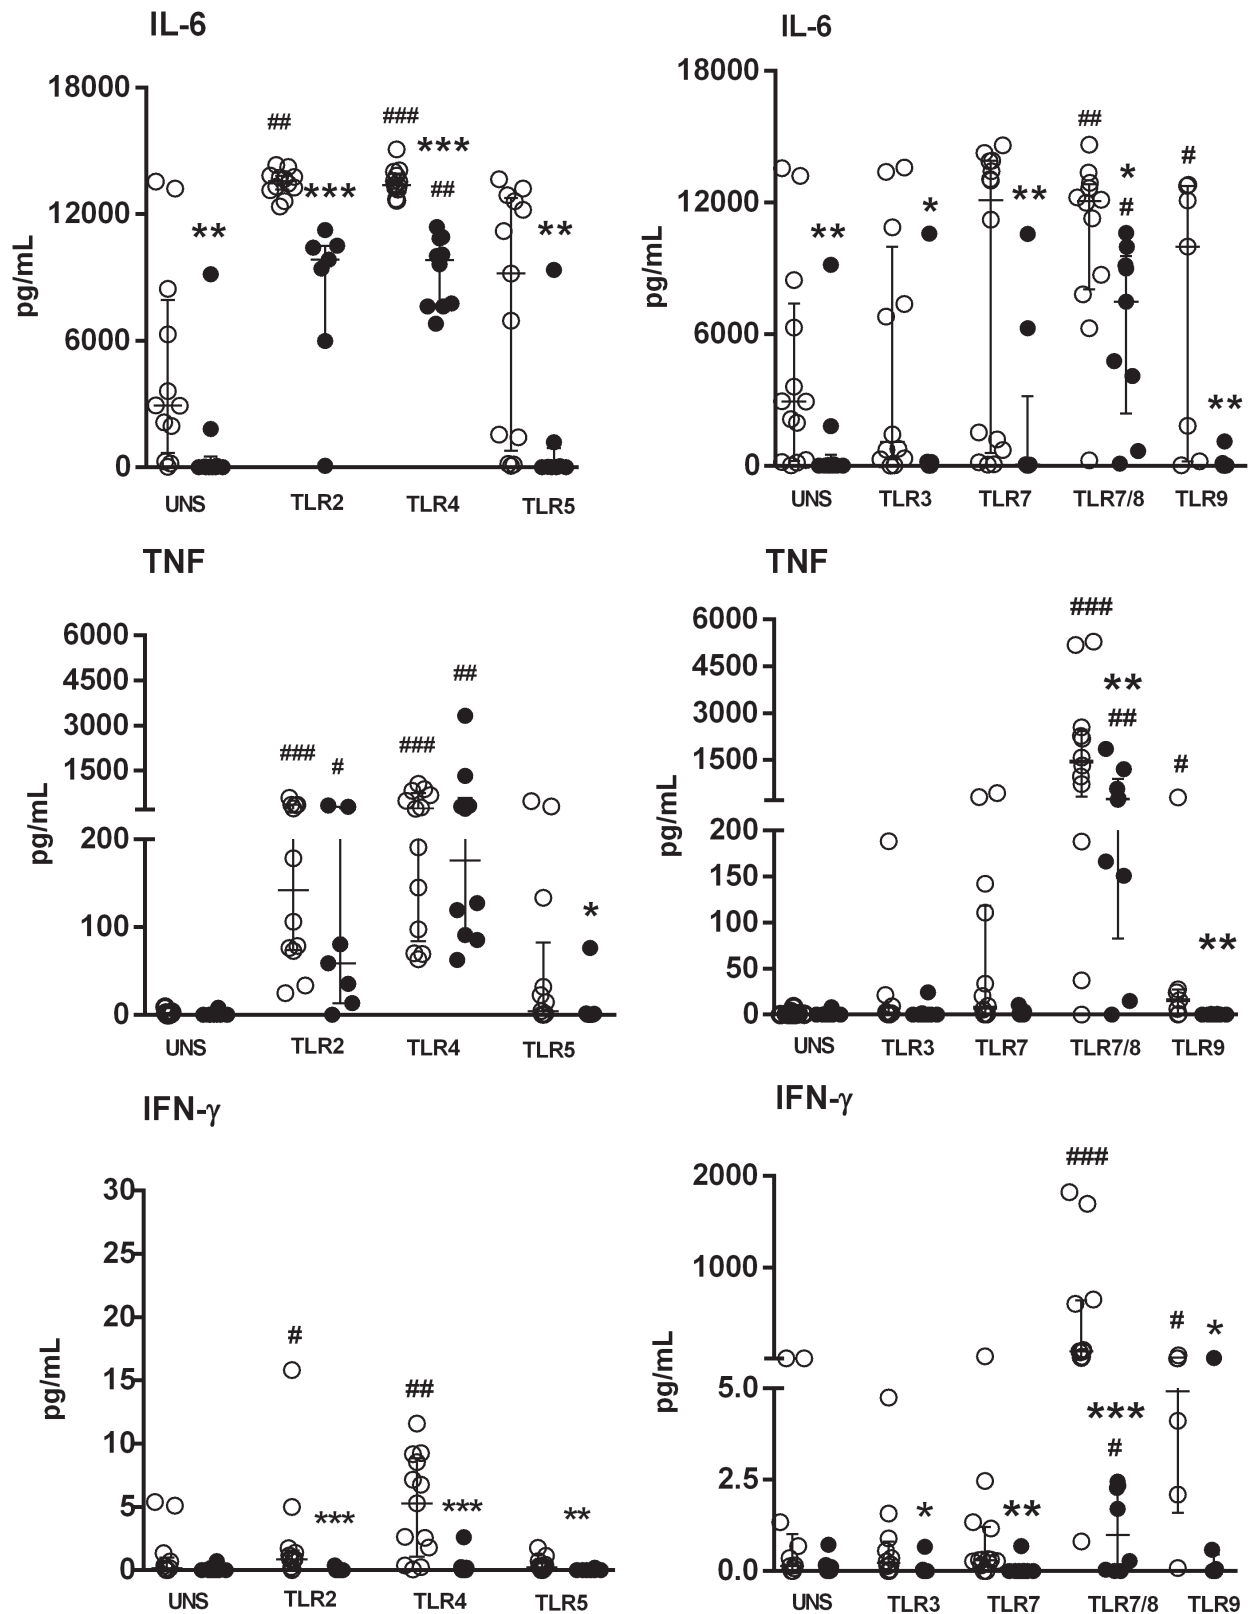 IL-6
18000
12000
6000
0
pg/mL
##
###
***
***
##
**
**
UNS
TLR2
TLR4
TLR5
IL-6
18000
12000
6000
0
pg/mL
##
#
*
**
*
#
**
**
UNS
TLR3
TLR7
TLR7/8
TLR9
TNF
6000
4500
3000
1500
200
100
0
pg/mL
##
###
###
#
*
UNS
TLR2
TLR4
TLR5
TNF
6000
4500
3000
1500
200
150
100
50
0
pg/mL
###
**
##
#
**
UNS
TLR3
TLR7
TLR7/8
TLR9
IFN-γ
30
25
20
15
10
5
0
pg/mL
#
##
***
***
**
UNS
TLR2
TLR4
TLR5
IFN-γ
2000
1000
5.0
2.5
0.0
pg/mL
###
#
*
***
#
*
**
UNS
TLR3
TLR7
TLR7/8
TLR9